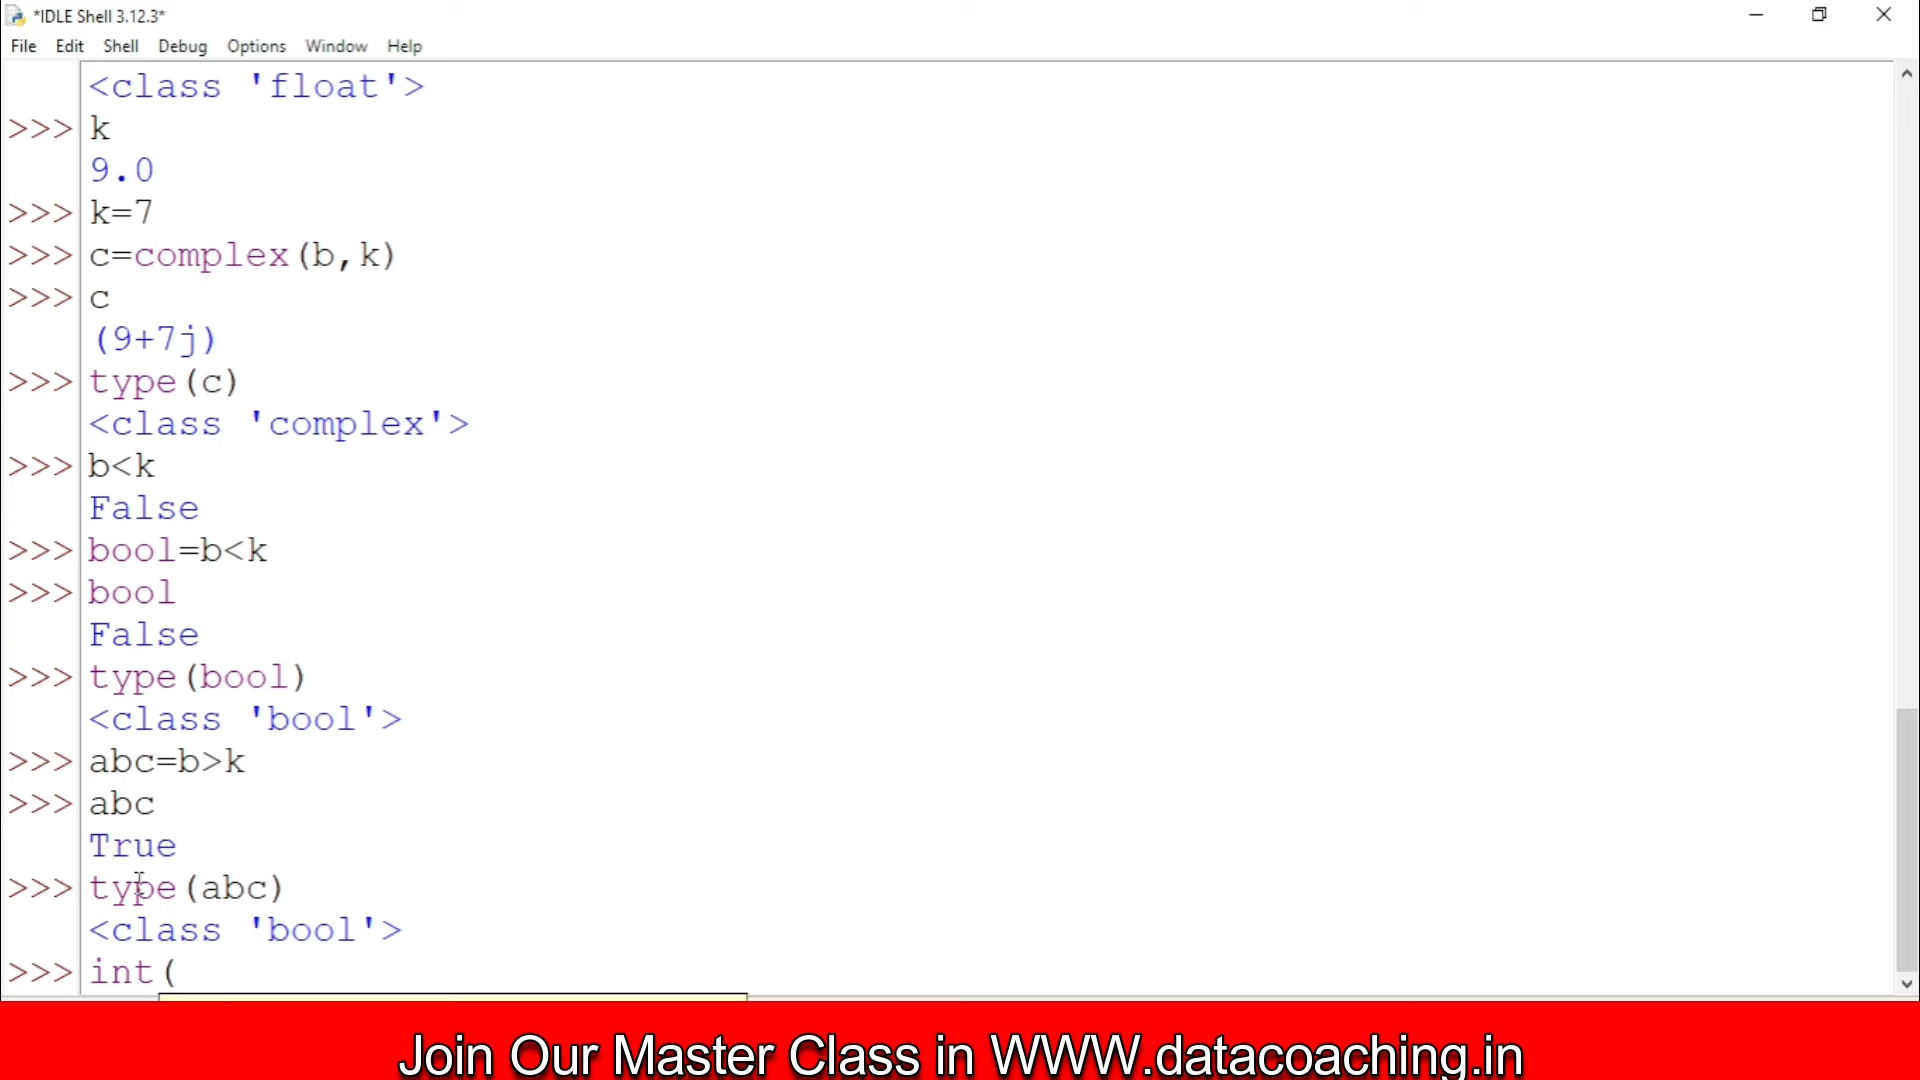 *IDLE Shell 3.12.3*
File Edit Shell Debug Options Window Help
<class 'float'>
>>> k
9.0
>>> k=7
>>> c=complex(b,k)
>>> c
(9+7j)
>>> type(c)
<class 'complex'>
>>> b<k
False
>>> bool=b<k
>>> bool
False
>>> type(bool)
<class 'bool'>
>>> abc=b>k
>>> abc
True
>>> type(abc)
<class 'bool'>
>>> int(
Join Our Master Class in WWW.datacoaching.in